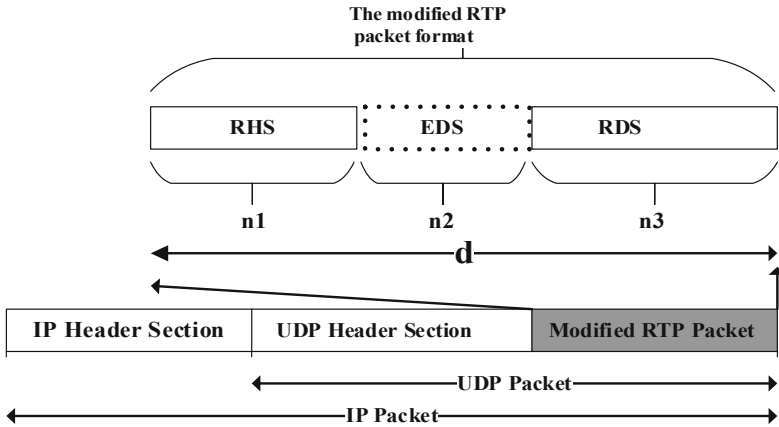 The modified RTP
packet format
RHS EDS RDS
n1 n2 n3
d
IP Header Section UDP Header Section Modified RTP Packet
UDP Packet
IP Packet